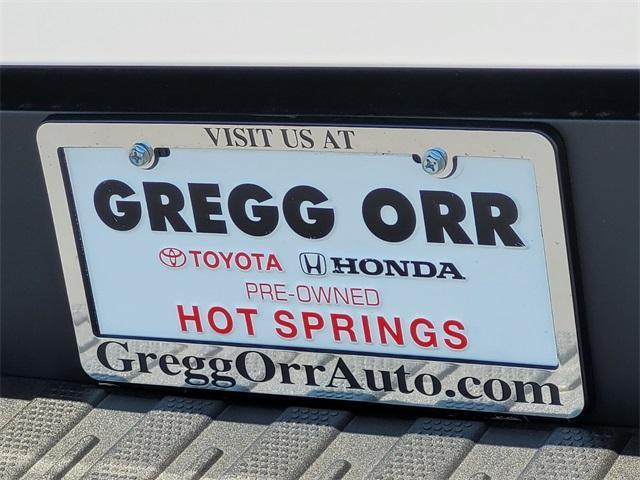 VISIT US AT
GREGG ORR
TOYOTA HONDA
PRE-OWNED
HOT SPRINGS
GreggOrrAuto.com